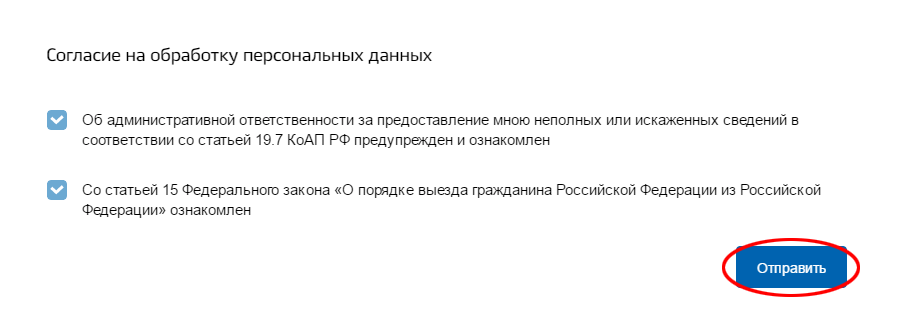 Согласие на обработку персональных данных
Об административной ответственности за предоставление мною неполных или искаженных сведений в
соответствии со статьей 19.7 КоАП РФ предупрежден и ознакомлен
Со статьей 15 Федерального закона «О порядке выезда гражданина Российской Федерации из Российской
Федерации» ознакомлен
Отправить